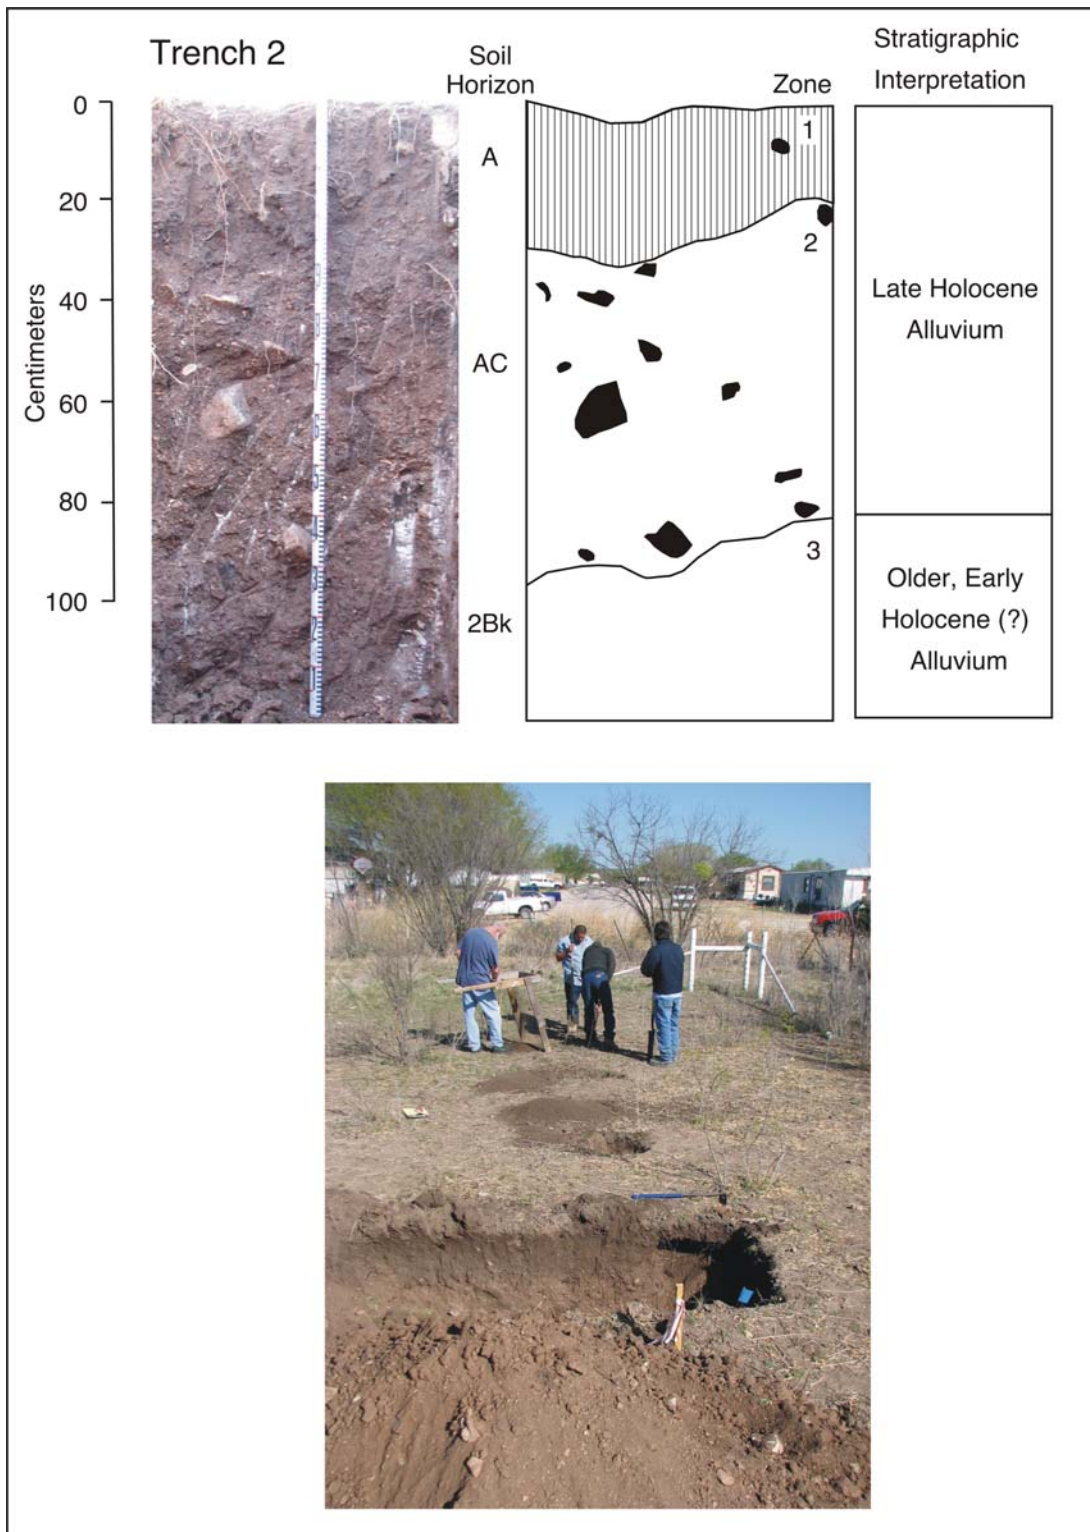 Trench 2
Soil
Horizon
Zone
Stratigraphic
Interpretation
Centimeters
0
20
40
60
80
100
A
AC
2Bk
1
2
3
Late Holocene
Alluvium
Older, Early
Holocene (?)
Alluvium